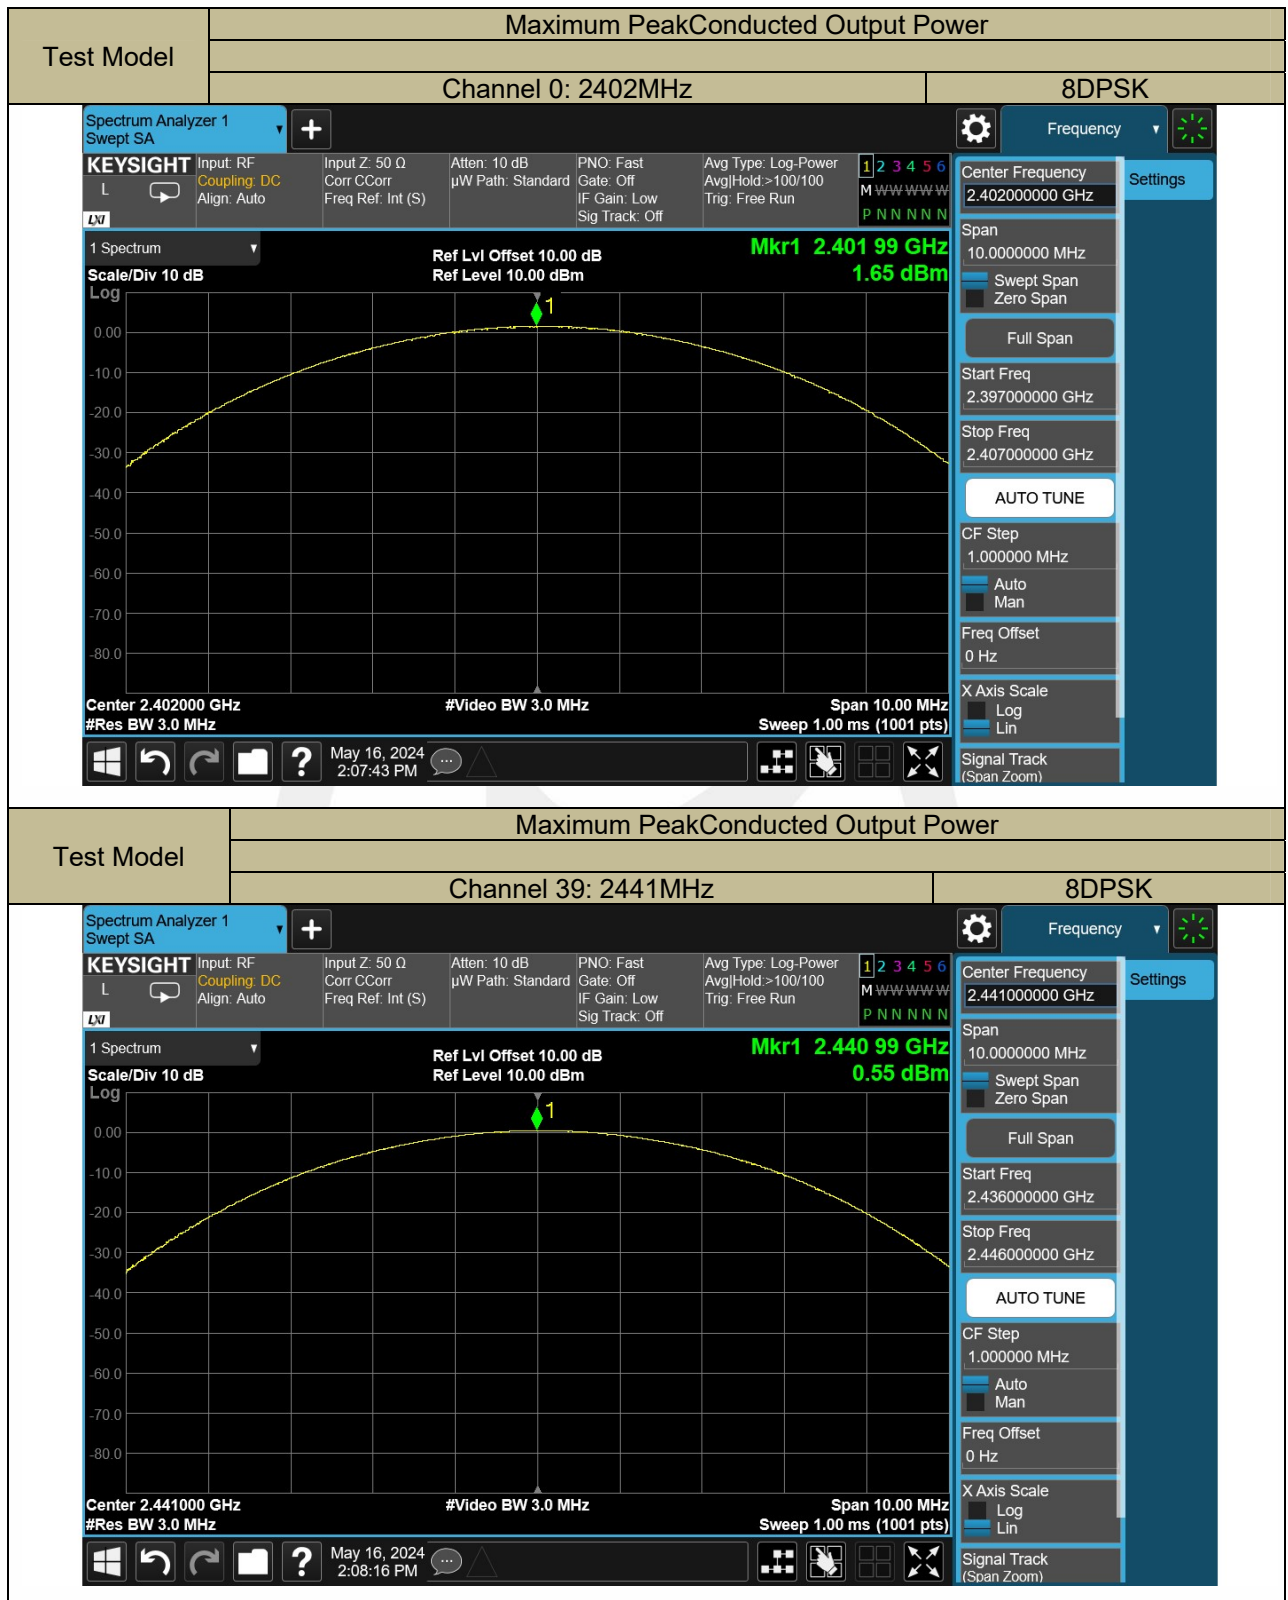 Test Model
Maximum PeakConducted Output Power
Channel 0: 2402MHz
8DPSK
Spectrum Analyzer 1
Swept SA
Frequency
KEYSIGHT
L
LXI
Input: RF
Coupling: DC
Align: Auto
Input Z: 50 Ω
Corr CCorr
Freq Ref: Int (S)
Atten: 10 dB
µW Path: Standard
PNO: Fast
Gate: Off
IF Gain: Low
Sig Track: Off
Avg Type: Log-Power
Avg|Hold:>100/100
Trig: Free Run
1 2 3 4 5 6
M W W W W W
P N N N N N
1 Spectrum
Scale/Div 10 dB
Ref Lvl Offset 10.00 dB
Ref Level 10.00 dBm
Mkr1 2.401 99 GHz
1.65 dBm
Log
1
0.00
-10.0
-20.0
-30.0
-40.0
-50.0
-60.0
-70.0
-80.0
Center 2.402000 GHz
#Res BW 3.0 MHz
#Video BW 3.0 MHz
Span 10.00 MHz
Sweep 1.00 ms (1001 pts)
?
May 16, 2024
2:07:43 PM
Center Frequency
2.402000000 GHz
Span
10.0000000 MHz
Swept Span
Zero Span
Full Span
Start Freq
2.397000000 GHz
Stop Freq
2.407000000 GHz
AUTO TUNE
CF Step
1.000000 MHz
Auto
Man
Freq Offset
0 Hz
X Axis Scale
Log
Lin
Signal Track
(Span Zoom)
Settings
Test Model
Maximum PeakConducted Output Power
Channel 39: 2441MHz
8DPSK
Spectrum Analyzer 1
Swept SA
Frequency
KEYSIGHT
L
LXI
Input: RF
Coupling: DC
Align: Auto
Input Z: 50 Ω
Corr CCorr
Freq Ref: Int (S)
Atten: 10 dB
µW Path: Standard
PNO: Fast
Gate: Off
IF Gain: Low
Sig Track: Off
Avg Type: Log-Power
Avg|Hold:>100/100
Trig: Free Run
1 2 3 4 5 6
M W W W W W
P N N N N N
1 Spectrum
Scale/Div 10 dB
Ref Lvl Offset 10.00 dB
Ref Level 10.00 dBm
Mkr1 2.440 99 GHz
0.55 dBm
Log
1
0.00
-10.0
-20.0
-30.0
-40.0
-50.0
-60.0
-70.0
-80.0
Center 2.441000 GHz
#Res BW 3.0 MHz
#Video BW 3.0 MHz
Span 10.00 MHz
Sweep 1.00 ms (1001 pts)
?
May 16, 2024
2:08:16 PM
Center Frequency
2.441000000 GHz
Span
10.0000000 MHz
Swept Span
Zero Span
Full Span
Start Freq
2.436000000 GHz
Stop Freq
2.446000000 GHz
AUTO TUNE
CF Step
1.000000 MHz
Auto
Man
Freq Offset
0 Hz
X Axis Scale
Log
Lin
Signal Track
(Span Zoom)
Settings